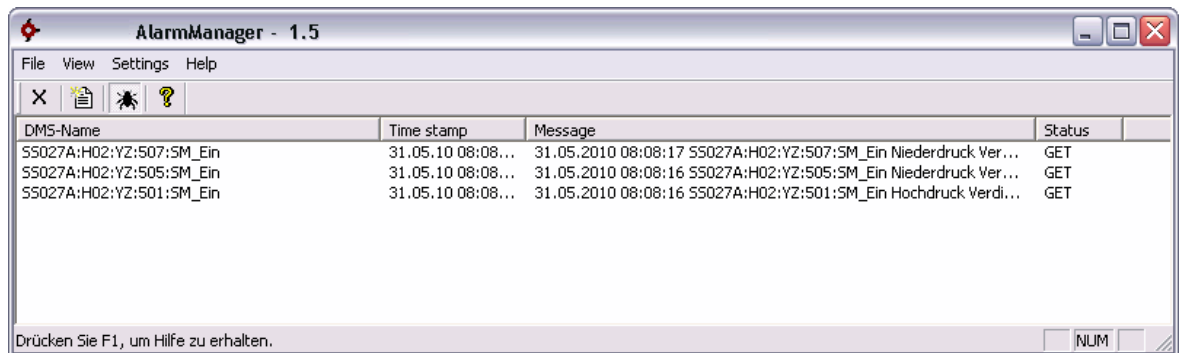 AlarmManager - 1.5
File View Settings Help
DMS-Name Time stamp Message Status
SS027A:H02:YZ:507:SM_Ein 31.05.10 08:08... 31.05.2010 08:08:17 SS027A:H02:YZ:507:SM_Ein Niederdruck Ver... GET
SS027A:H02:YZ:505:SM_Ein 31.05.10 08:08... 31.05.2010 08:08:16 SS027A:H02:YZ:505:SM_Ein Niederdruck Ver... GET
SS027A:H02:YZ:501:SM_Ein 31.05.10 08:08... 31.05.2010 08:08:16 SS027A:H02:YZ:501:SM_Ein Hochdruck Verdi... GET
Drücken Sie F1, um Hilfe zu erhalten. NUM